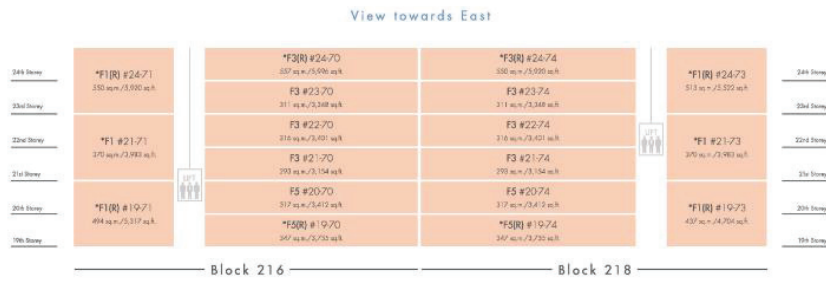 View towards East
24th Storey
23rd Storey
22nd Storey
21st Storey
20th Storey
19th Storey
*F1(R) #24-71
550 sq.m./5,920 sq.ft.
*F1 #21-71
370 sq.m./3,983 sq.ft.
*F1(R) #19-71
494 sq.m./5,317 sq.ft.
LIFT
*F3(R) #24-70
557 sq.m./5,996 sq.ft.
F3 #23-70
311 sq.m./3,348 sq.ft.
F3 #22-70
316 sq.m./3,401 sq.ft.
F3 #21-70
293 sq.m./3,154 sq.ft.
F5 #20-70
317 sq.m./3,412 sq.ft.
*F5(R) #19-70
347 sq.m./3,735 sq.ft.
*F3(R) #24-74
550 sq.m./5,920 sq.ft.
F3 #23-74
311 sq.m./3,348 sq.ft.
F3 #22-74
316 sq.m./3,401 sq.ft.
F3 #21-74
293 sq.m./3,154 sq.ft.
F5 #20-74
317 sq.m./3,412 sq.ft.
*F5(R) #19-74
347 sq.m./3,735 sq.ft.
LIFT
*F1(R) #24-73
513 sq.m./5,522 sq.ft.
*F1 #21-73
370 sq.m./3,983 sq.ft.
*F1(R) #19-73
437 sq.m./4,704 sq.ft.
24th Storey
23rd Storey
22nd Storey
21st Storey
20th Storey
19th Storey
Block 216
Block 218